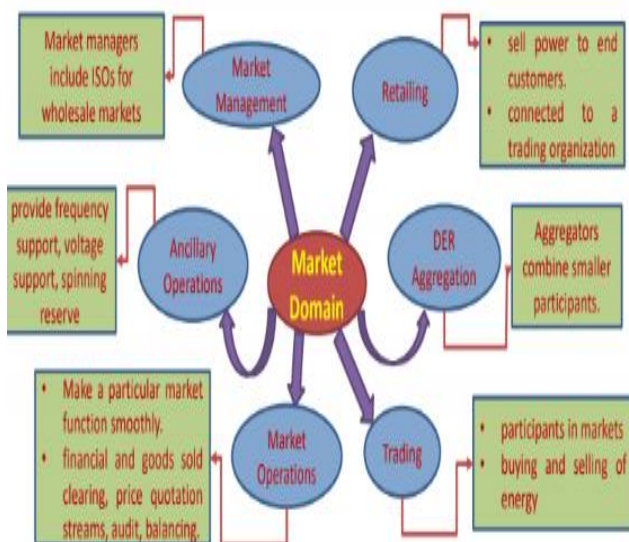 Market managers
include ISOs for
wholesale markets
Market
Management
Retailing
• sell power to end
customers.
• connected to a
trading organization
provide frequency
support, voltage
support, spinning
reserve
Ancillary
Operations
Market
Domain
DER
Aggregation
Aggregators
combine smaller
participants.
• Make a particular market
function smoothly.
• financial and goods sold
clearing, price quotation
streams, audit, balancing.
Market
Operations
Trading
• participants in markets
• buying and selling of
energy